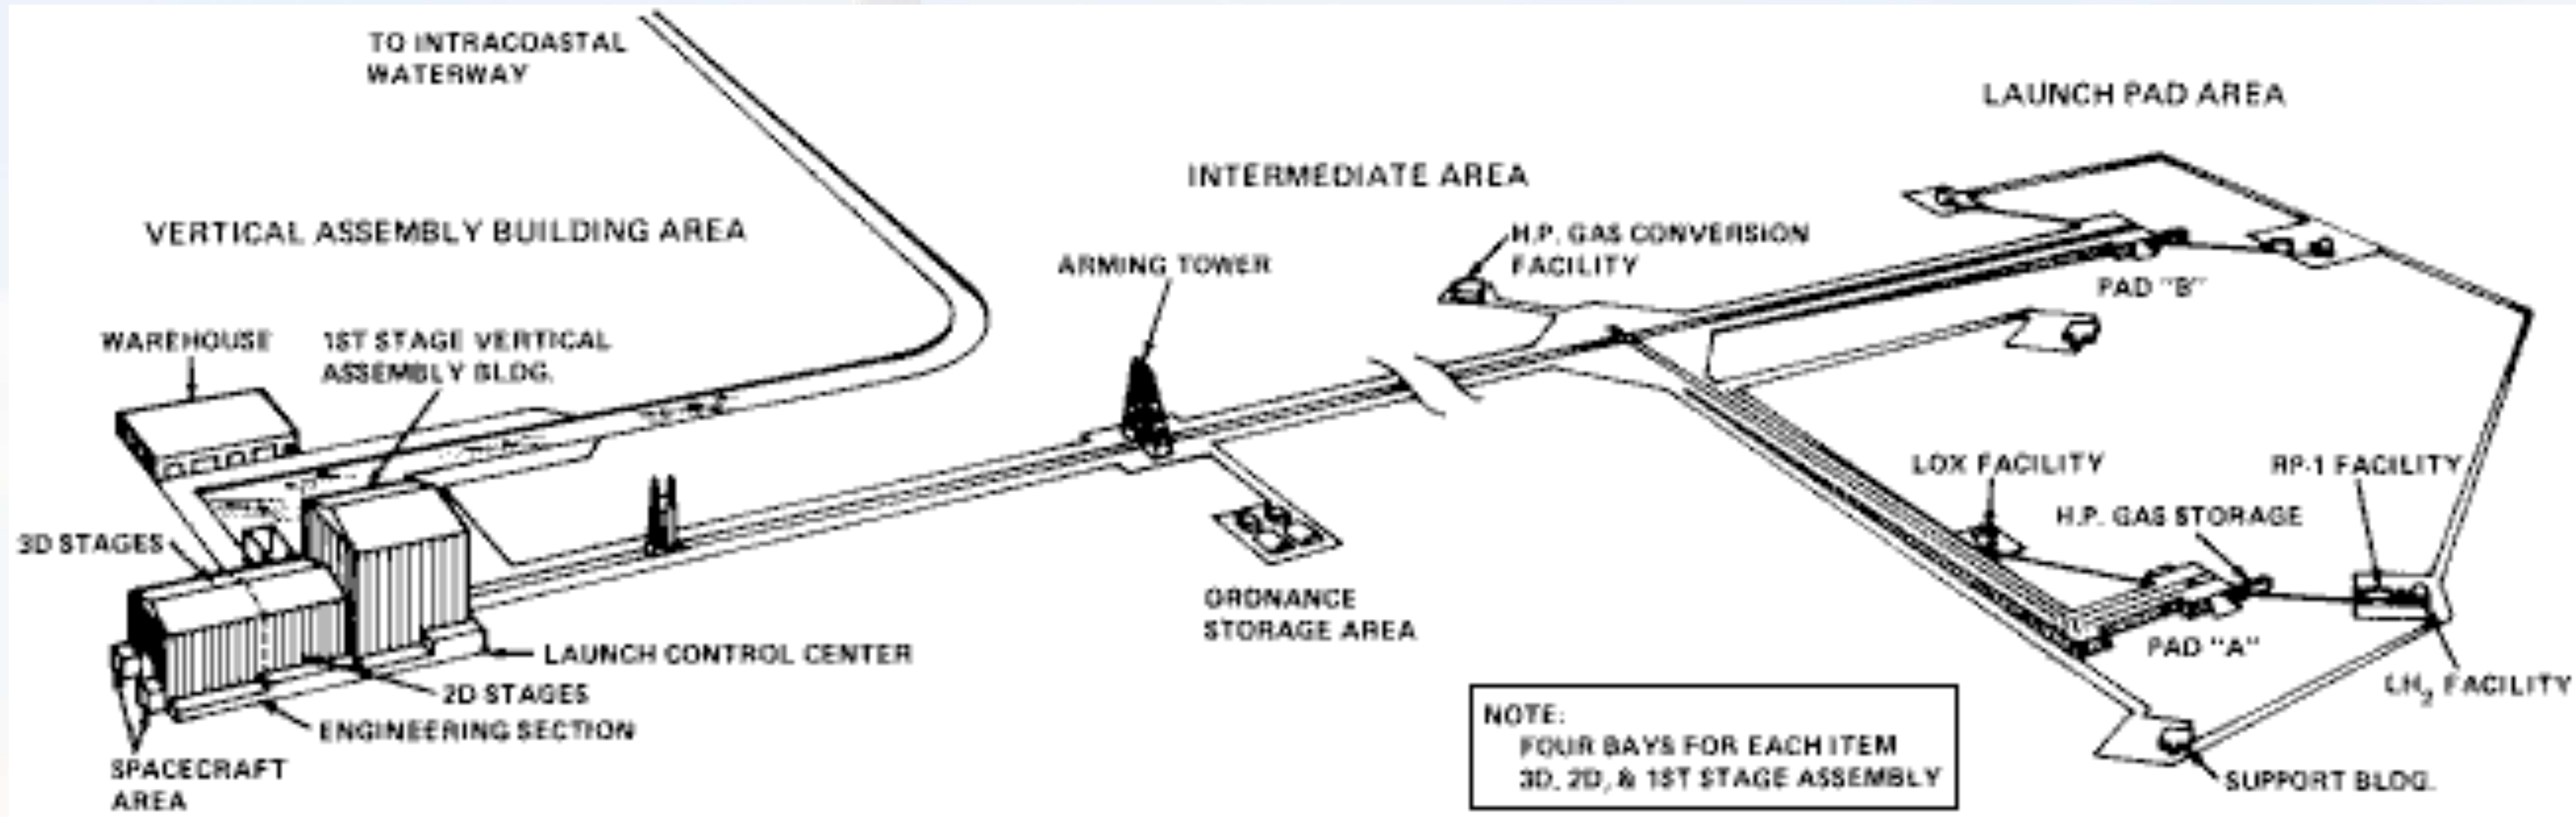 TO INTRACOASTAL
WATERWAY
LAUNCH PAD AREA
INTERMEDIATE AREA
VERTICAL ASSEMBLY BUILDING AREA
H.P. GAS CONVERSION
FACILITY
ARMING TOWER
PAD "B"
WAREHOUSE
1ST STAGE VERTICAL
ASSEMBLY BLDG.
LOX FACILITY
RP-1 FACILITY
H.P. GAS STORAGE
3D STAGES
ORDNANCE
STORAGE AREA
PAD "A"
LAUNCH CONTROL CENTER
2D STAGES
LH₂ FACILITY
ENGINEERING SECTION
NOTE:
FOUR BAYS FOR EACH ITEM
3D, 2D, & 1ST STAGE ASSEMBLY
SPACECRAFT
AREA
SUPPORT BLDG.